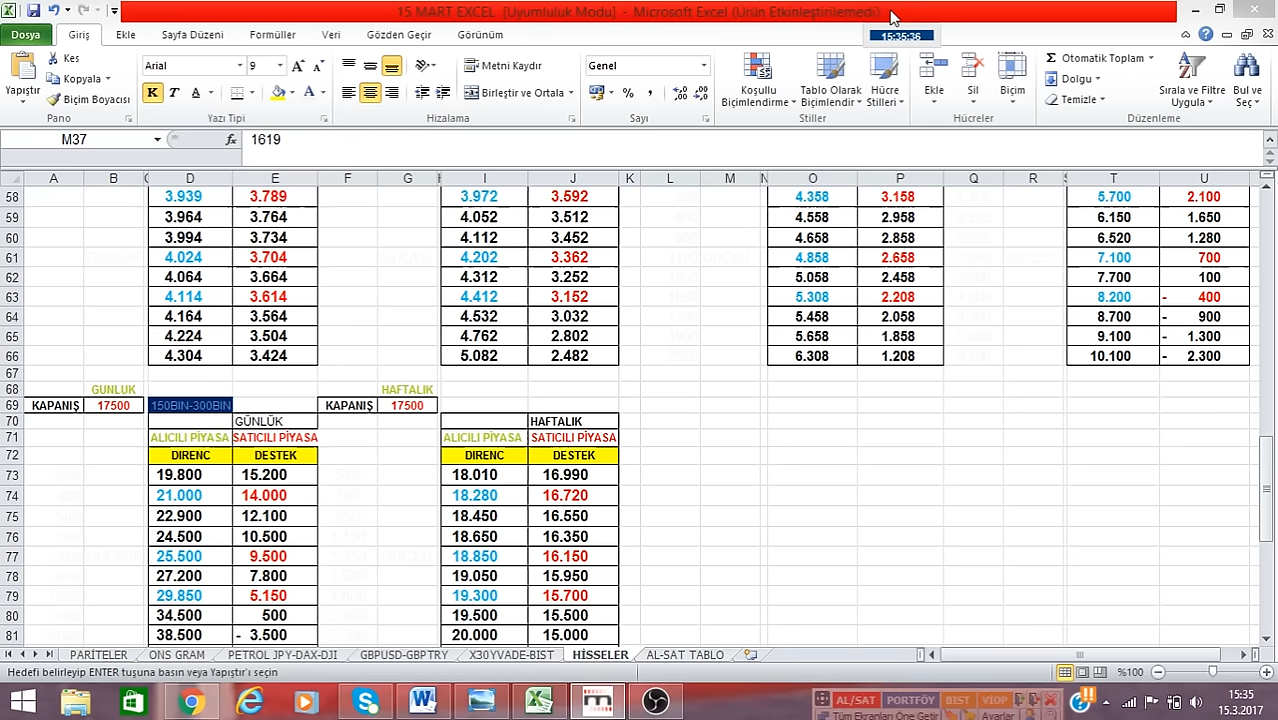 15 MART EXCEL [Uyumluluk Modu] - Microsoft Excel (Ürün Etkinleştirilemedi)
15:35:36
Dosya Giriş Ekle Sayfa Düzeni Formüller Veri Gözden Geçir Görünüm
Yapıştır Kes Kopyala Biçim Boyacısı
Arial 9
K T A
Metni Kaydır
Birleştir ve Ortala
Genel
Koşullu Biçimlendirme Tablo Olarak Biçimlendir Hücre Stilleri
Ekle Sil Biçim
Otomatik Toplam
Dolgu
Temizle
Sırala ve Filtre Uygula Bul ve Seç
Pano Yazı Tipi Hizalama Sayı Stiller Hücreler Düzenleme
M37 fx 1619
A B C D E F G H I J K L M N O P Q R S T U
58 3.939 3.789 3.972 3.592 4.358 3.158 5.700 2.100
59 3.964 3.764 4.052 3.512 4.558 2.958 6.150 1.650
60 3.994 3.734 4.112 3.452 4.658 2.858 6.520 1.280
61 4.024 3.704 4.202 3.362 4.858 2.658 7.100 700
62 4.064 3.664 4.312 3.252 5.058 2.458 7.700 100
63 4.114 3.614 4.412 3.152 5.308 2.208 8.200 - 400
64 4.164 3.564 4.532 3.032 5.458 2.058 8.700 - 900
65 4.224 3.504 4.762 2.802 5.658 1.858 9.100 - 1.300
66 4.304 3.424 5.082 2.482 6.308 1.208 10.100 - 2.300
67
68 GUNLUK HAFTALIK
69 KAPANIŞ 17500 150BIN-300BIN KAPANIŞ 17500
70 GÜNLÜK HAFTALIK
71 ALICILI PİYASA SATICILI PİYASA ALICILI PİYASA SATICILI PİYASA
72 DIRENC DESTEK DIRENC DESTEK
73 19.800 15.200 18.010 16.990
74 21.000 14.000 18.280 16.720
75 22.900 12.100 18.450 16.550
76 24.500 10.500 18.650 16.350
77 25.500 9.500 18.850 16.150
78 27.200 7.800 19.050 15.950
79 29.850 5.150 19.300 15.700
80 34.500 500 19.500 15.500
81 38.500 - 3.500 20.000 15.000
PARİTELER ONS GRAM PETROL JPY-DAX-DJI GBPUSD-GBPTRY X30YVADE-BIST HİSSELER AL-SAT TABLO
Hedefi belirleyip ENTER tuşuna basın veya Yapıştır'ı seçin %100
AL/SAT PORTFÖY BIST VIOP
Tüm Ekranları Öne Getir Ayarlar
15:35
15.3.2017